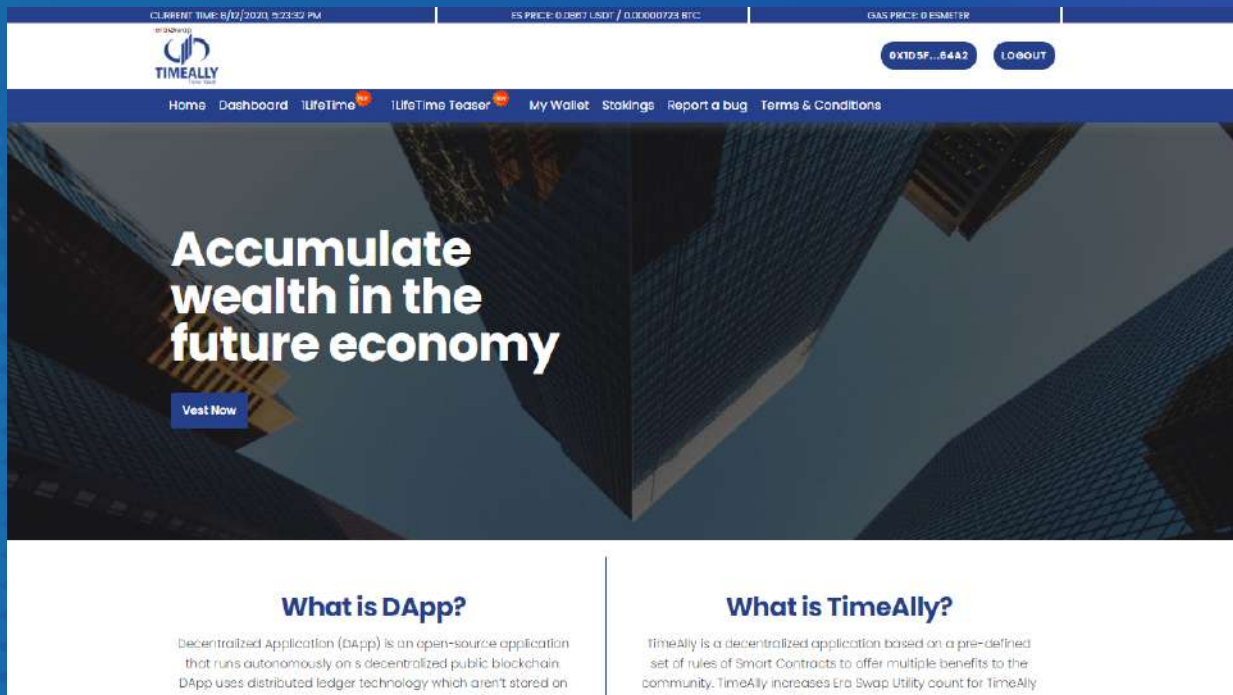 CURRENT TIME: 8/12/2020, 5:23:32 PM
ES PRICE: 0.0867 USDT / 0.00000723 BTC
GAS PRICE: 0 ESMETER
TIMEALLY
0X1D5F...64A2
LOGOUT
Home Dashboard 1LifeTime 1LifeTime Teaser My Wallet Stakings Report a bug Terms & Conditions
Accumulate
wealth in the
future economy
Vest Now
What is DApp?
Decentralized Application (DApp) is an open-source application
that runs autonomously on s decentralized public blockchain.
DApp uses distributed ledger technology which aren't stored on
What is TimeAlly?
TimeAlly is a decentralized application based on a pre-defined
set of rules of Smart Contracts to offer multiple benefits to the
community. TimeAlly increases Era Swap Utility count for TimeAlly